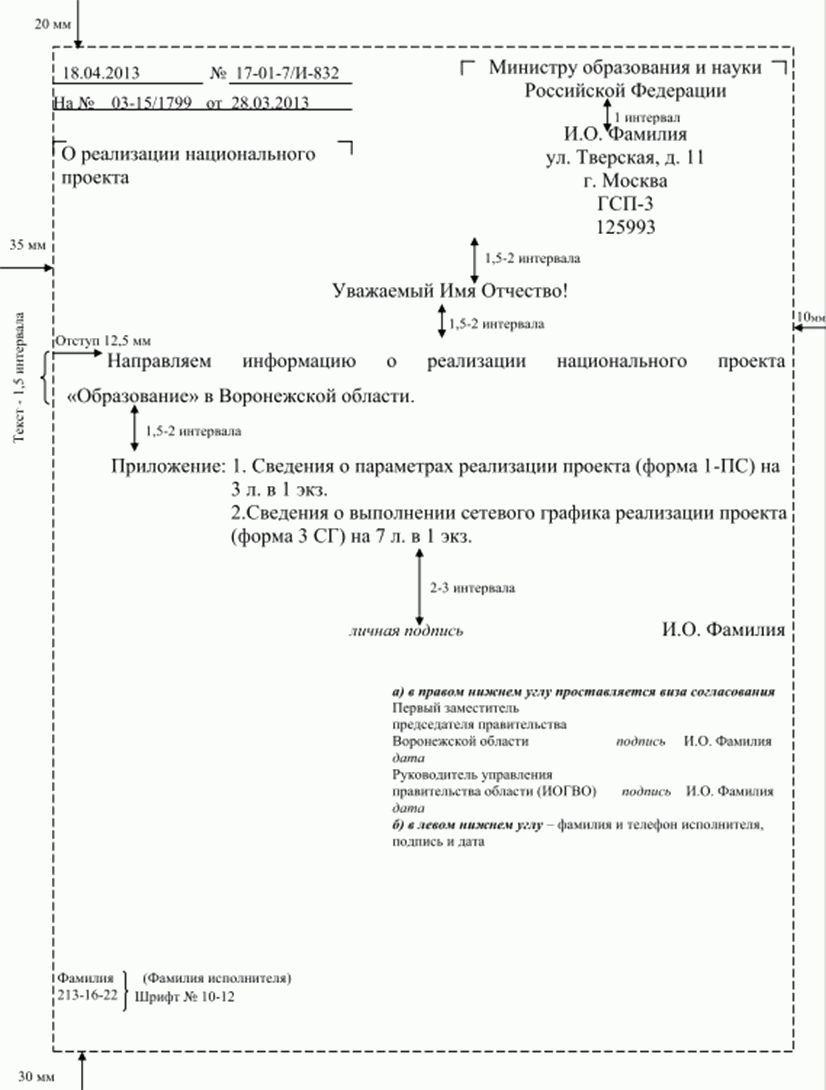 20 мм
18.04.2013 № 17-01-7/И-832
На № 03-15/1799 от 28.03.2013
Министру образования и науки
Российской Федерации
1 интервал
И.О. Фамилия
ул. Тверская, д. 11
г. Москва
ГСП-3
125993
О реализации национального
проекта
35 мм
1,5-2 интервала
Уважаемый Имя Отчество!
1,5-2 интервала
10мм
Отступ 12,5 мм
Текст - 1,5 интервала
Направляем информацию о реализации национального проекта
«Образование» в Воронежской области.
1,5-2 интервала
Приложение: 1. Сведения о параметрах реализации проекта (форма 1-ПС) на
3 л. в 1 экз.
2.Сведения о выполнении сетевого графика реализации проекта
(форма 3 СГ) на 7 л. в 1 экз.
2-3 интервала
личная подпись И.О. Фамилия
а) в правом нижнем углу проставляется виза согласования
Первый заместитель
председателя правительства
Воронежской области подпись И.О. Фамилия
дата
Руководитель управления
правительства области (ИОГВО) подпись И.О. Фамилия
дата
б) в левом нижнем углу – фамилия и телефон исполнителя,
подпись и дата
Фамилия (Фамилия исполнителя)
213-16-22 Шрифт № 10-12
30 мм